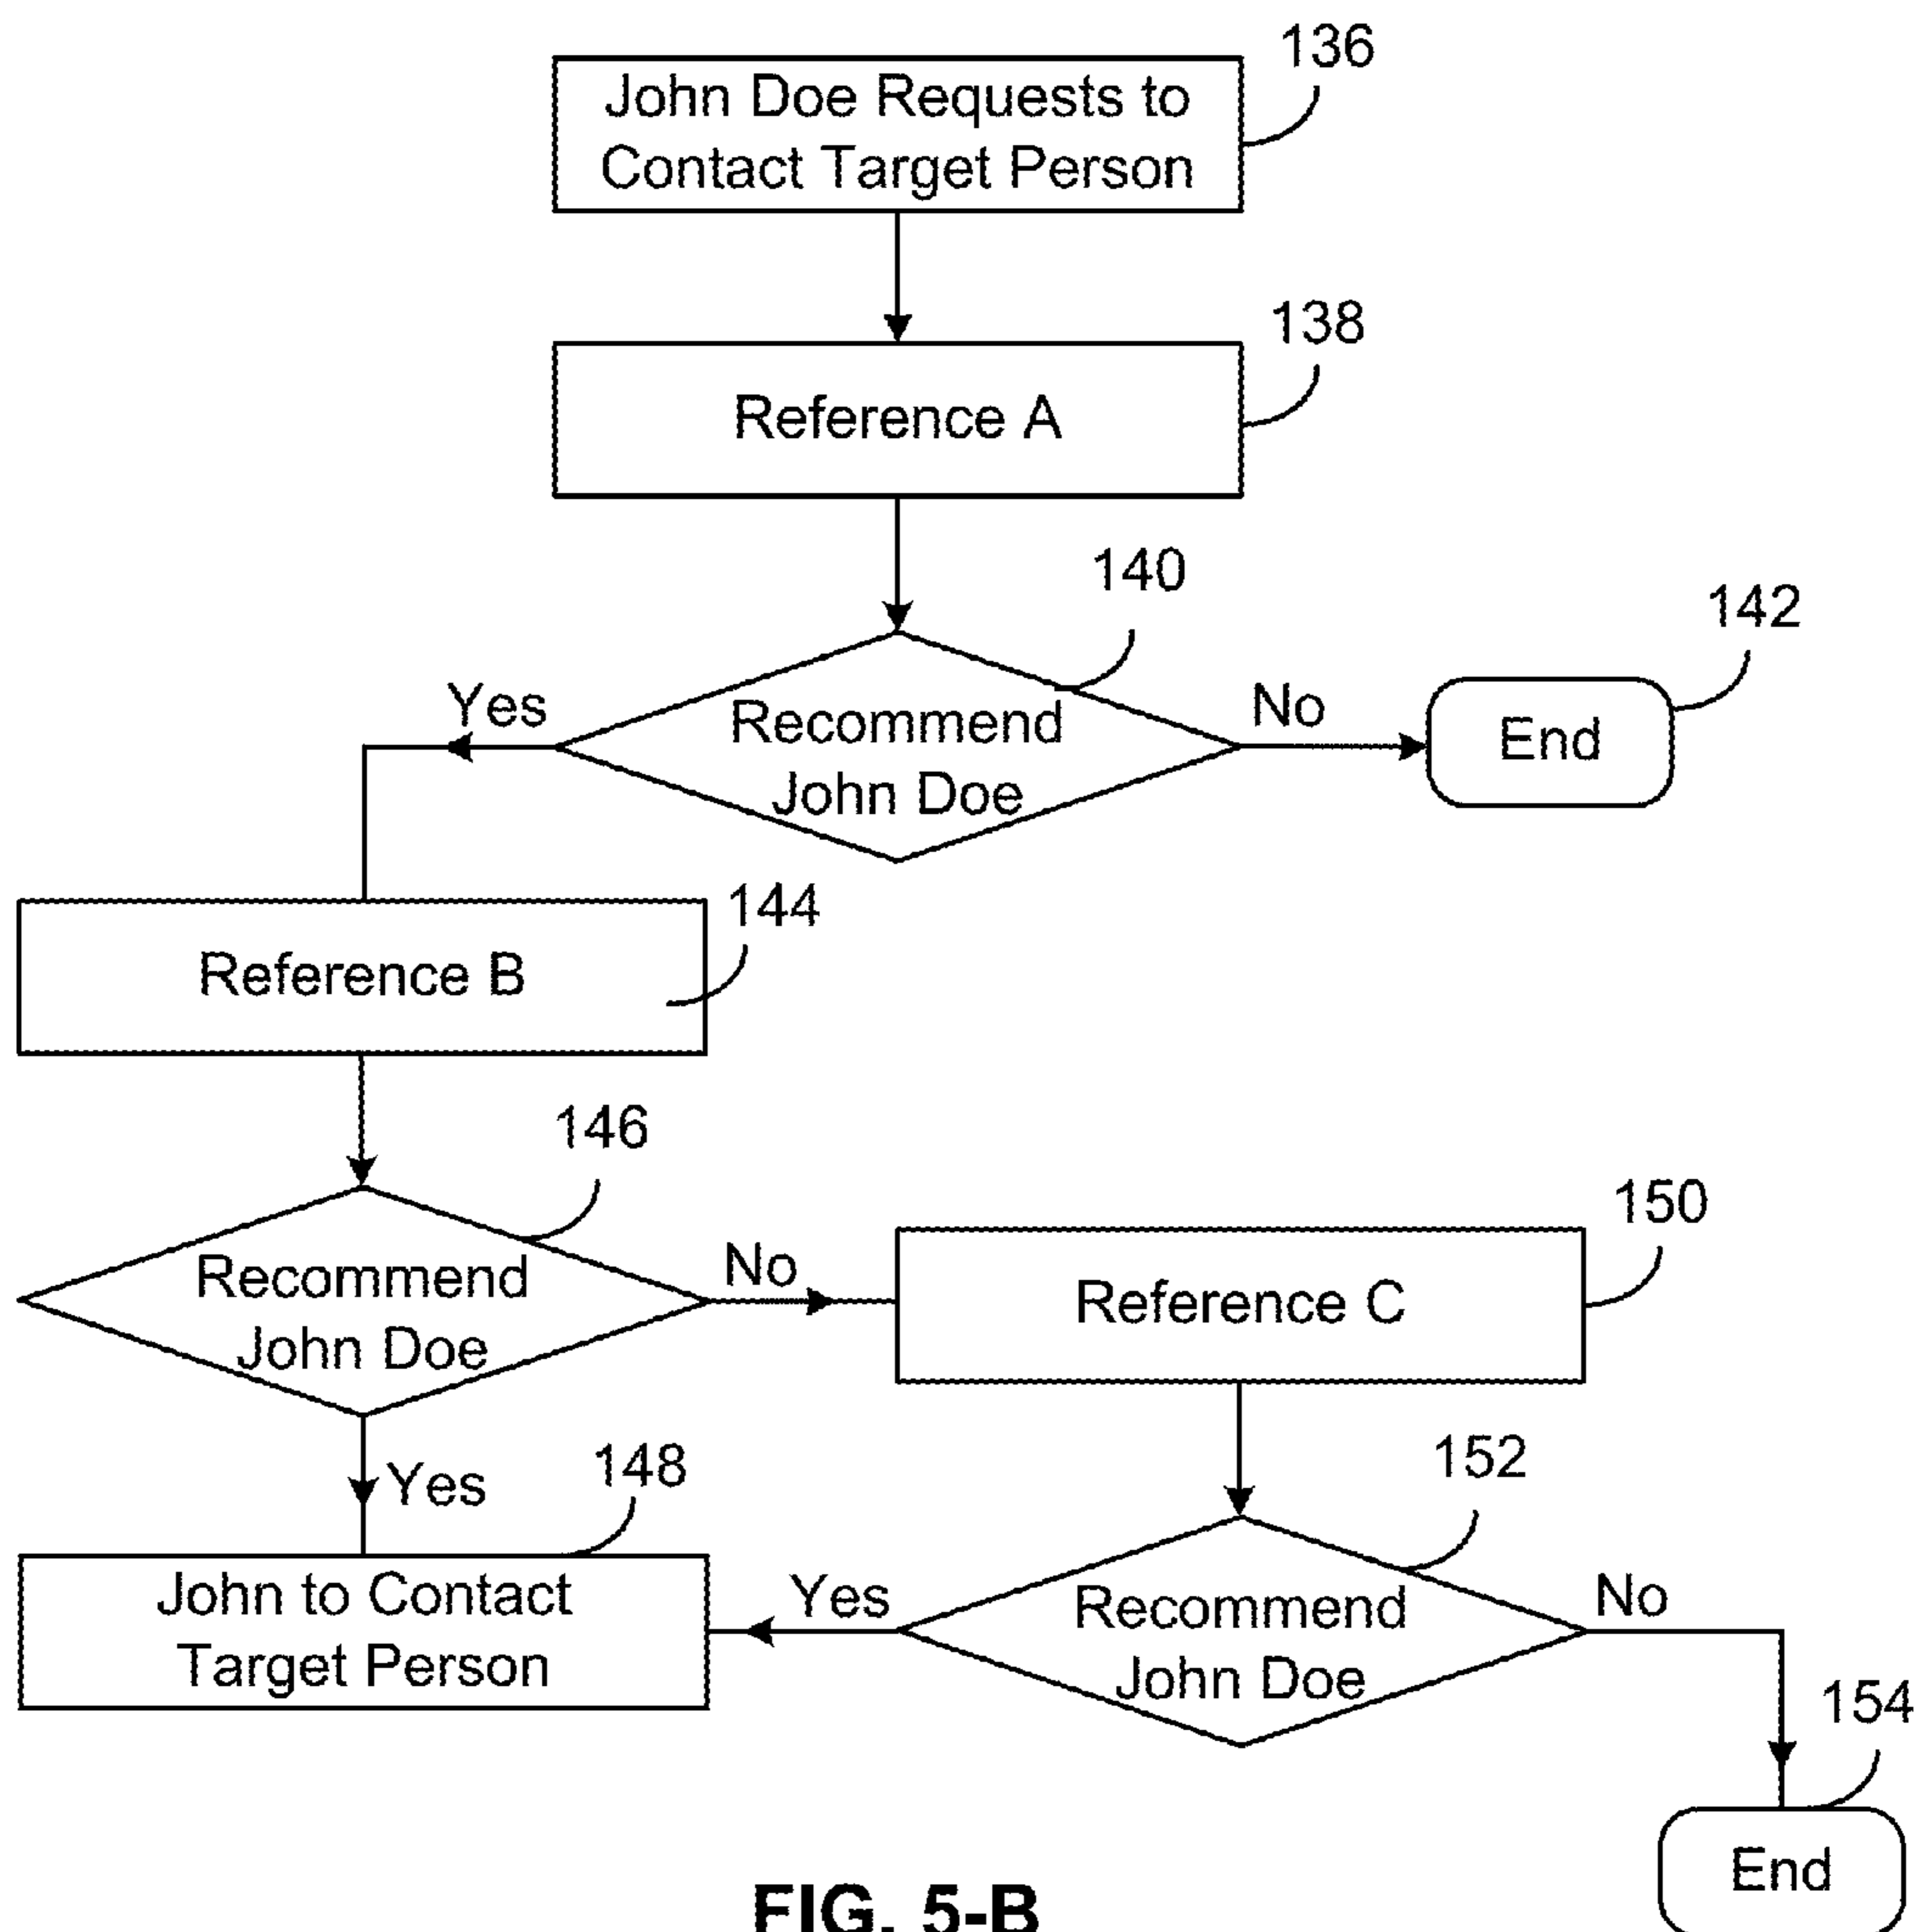 136
John Doe Requests to
Contact Target Person
138
Reference A
140
142
Yes
No
Recommend
John Doe
End
144
Reference B
146
150
No
Recommend
John Doe
Reference C
152
148
Yes
John to Contact
Target Person
Yes
No
Recommend
John Doe
154
End
FIG. 5-B